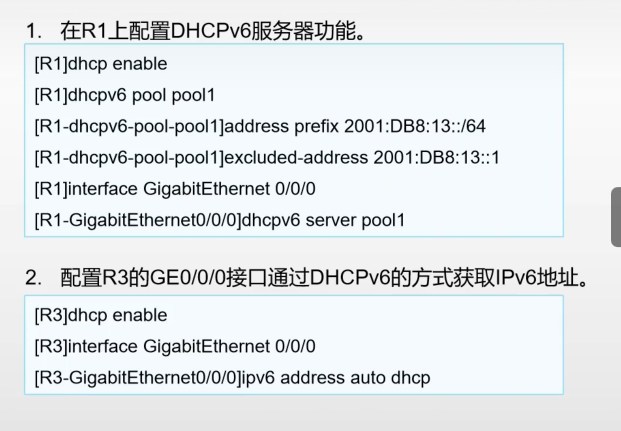 1. 在R1上配置DHCPv6服务器功能。
[R1]dhcp enable
[R1]dhcpv6 pool pool1
[R1-dhcpv6-pool-pool1]address prefix 2001:DB8:13::/64
[R1-dhcpv6-pool-pool1]excluded-address 2001:DB8:13::1
[R1]interface GigabitEthernet 0/0/0
[R1-GigabitEthernet0/0/0]dhcpv6 server pool1
2. 配置R3的GE0/0/0接口通过DHCPv6的方式获取IPv6地址。
[R3]dhcp enable
[R3]interface GigabitEthernet 0/0/0
[R3-GigabitEthernet0/0/0]ipv6 address auto dhcp